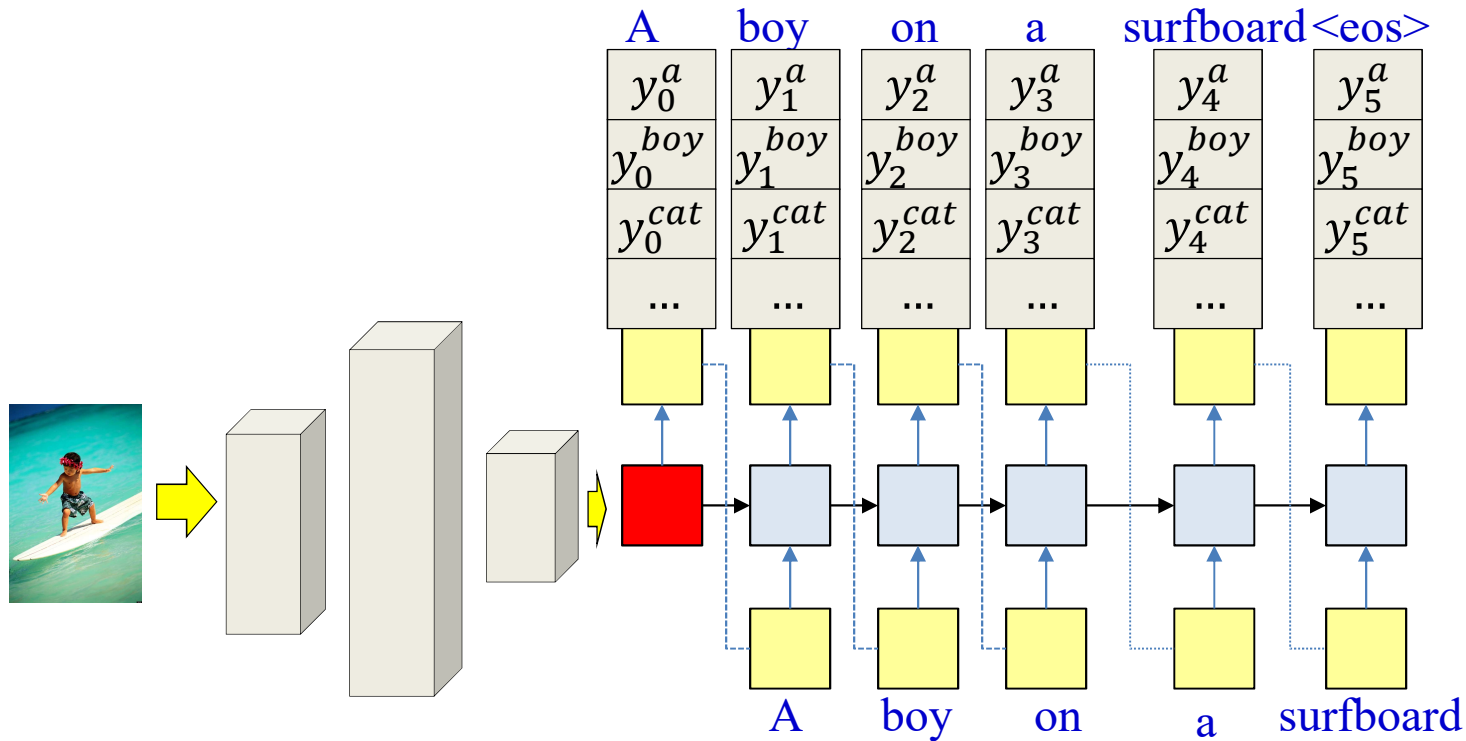 A boy on a surfboard <eos>
y_0^a y_1^a y_2^a y_3^a y_4^a y_5^a
y_0^{boy} y_1^{boy} y_2^{boy} y_3^{boy} y_4^{boy} y_5^{boy}
y_0^{cat} y_1^{cat} y_2^{cat} y_3^{cat} y_4^{cat} y_5^{cat}
... ... ... ... ... ...
A boy on a surfboard